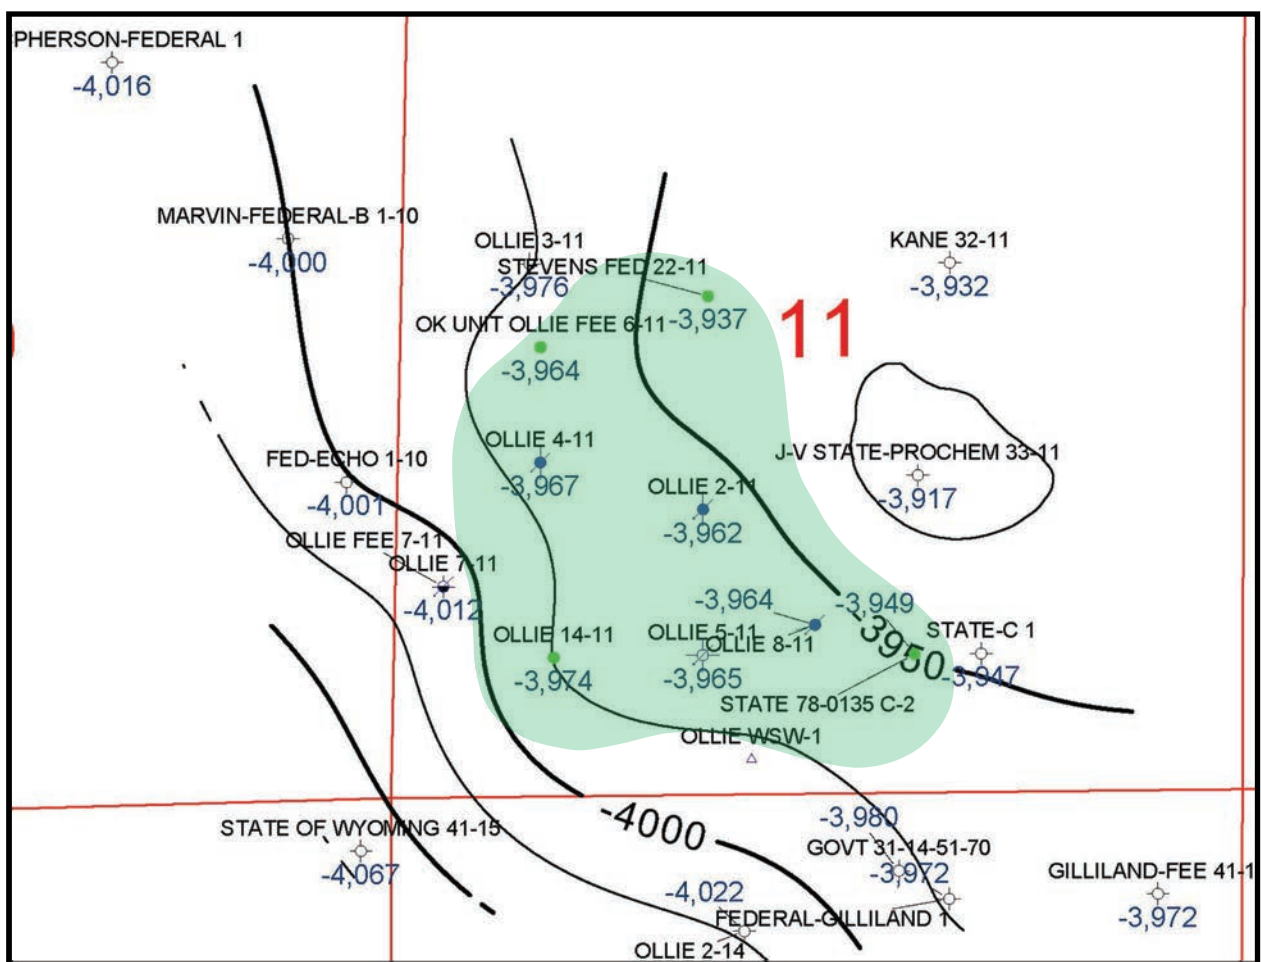 PHERSON-FEDERAL 1
-4,016
MARVIN-FEDERAL-B 1-10
-4,000
OLLIE 3-11
-3,976
STEVENS FED 22-11
-3,937
KANE 32-11
-3,932
11
OK UNIT OLLIE FEE 6-11
-3,964
OLLIE 4-11
-3,967
FED-ECHO 1-10
-4,001
OLLIE 2-11
-3,962
J-V STATE-PROCHEM 33-11
-3,917
OLLIE FEE 7-11
OLLIE 7-11
-4,012
-3,964
-3,949
OLLIE 14-11
-3,974
OLLIE 5-11
OLLIE 8-11
-3,965
-3950
STATE-C 1
-3,947
STATE 78-0135 C-2
OLLIE WSW-1
-4000
STATE OF WYOMING 41-15
-4,067
-3,980
GOVT 31-14-51-70
-3,972
GILLILAND-FEE 41-1
-3,972
-4,022
FEDERAL-GILLILAND 1
OLLIE 2-14